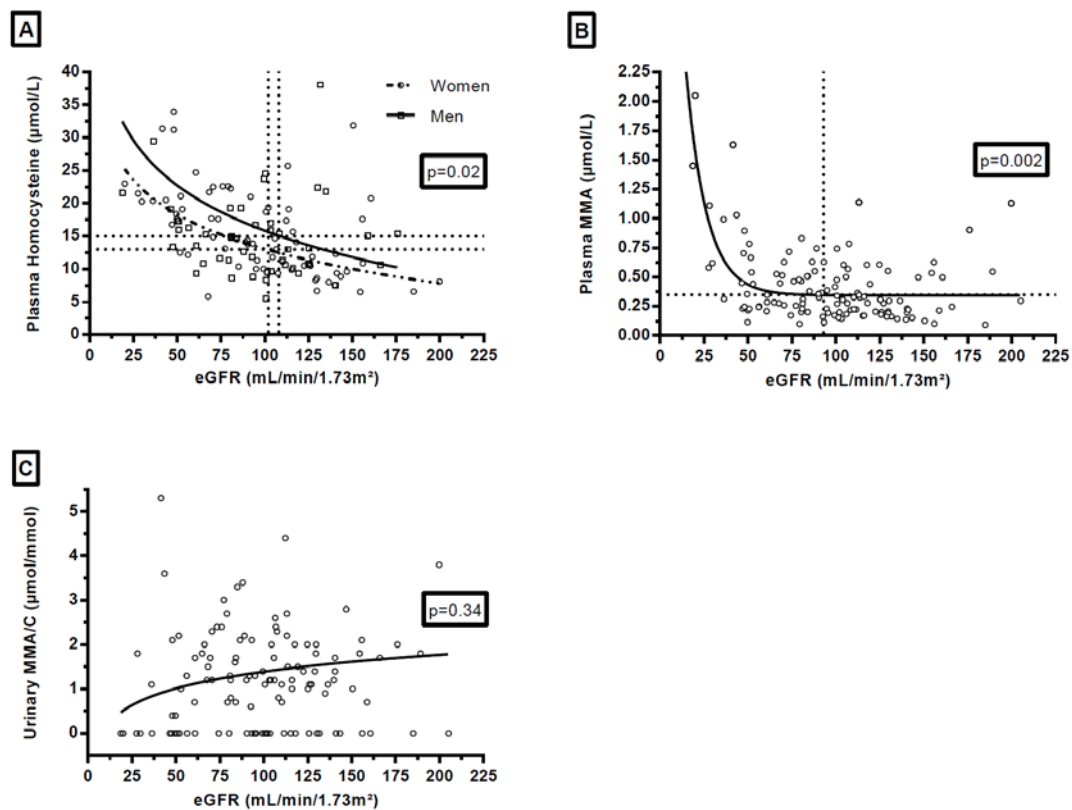 A
Plasma Homocysteine (µmol/L)
40
35
30
25
20
15
10
5
0
0 25 50 75 100 125 150 175 200 225
eGFR (mL/min/1.73m²)
Women
Men
p=0.02
B
Plasma MMA (µmol/L)
2.25
2.00
1.75
1.50
1.25
1.00
0.75
0.50
0.25
0.00
0 25 50 75 100 125 150 175 200 225
eGFR (mL/min/1.73m²)
p=0.002
C
Urinary MMA/C (µmol/mmol)
5
4
3
2
1
0
0 25 50 75 100 125 150 175 200 225
eGFR (mL/min/1.73m²)
p=0.34